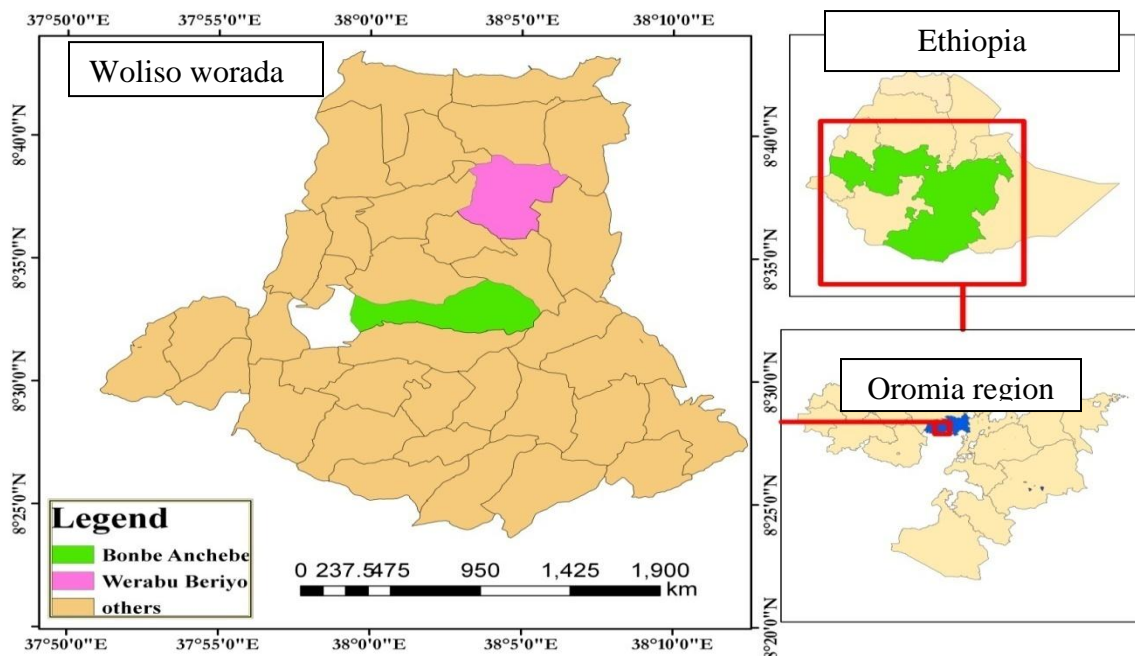 37°50'0"E 37°55'0"E 38°0'0"E 38°5'0"E 38°10'0"E
Woliso worada
8°40'0"N
8°35'0"N
8°30'0"N
8°25'0"N
Legend
Bonbe Anchebe
Werabu Beriyo
others
0 237.5475 950 1,425 1,900
km
37°50'0"E 37°55'0"E 38°0'0"E 38°5'0"E 38°10'0"E
Ethiopia
8°40'0"N
8°35'0"N
Oromia region
8°30'0"N
8°25'0"N
8°20'0"N